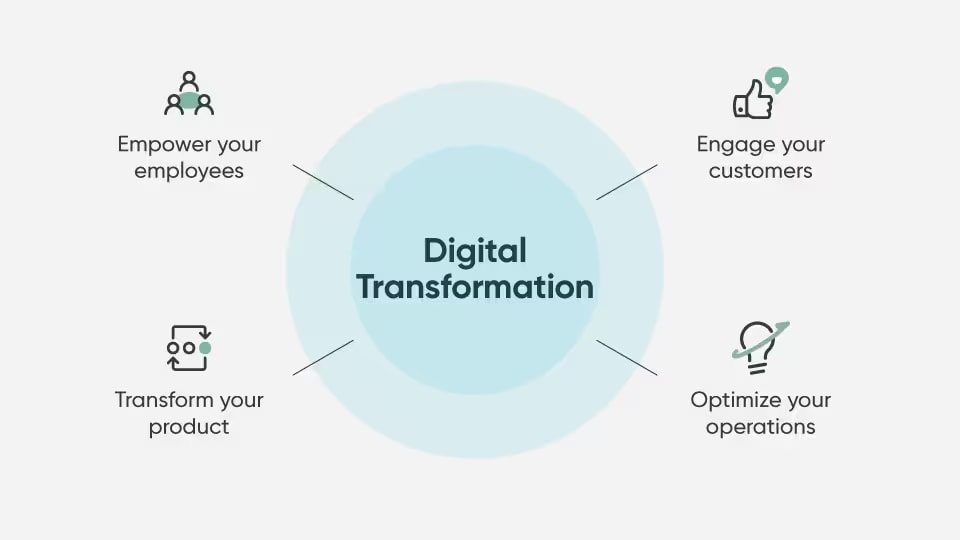 Empower your
employees
Engage your
customers
Digital
Transformation
Transform your
product
Optimize your
operations